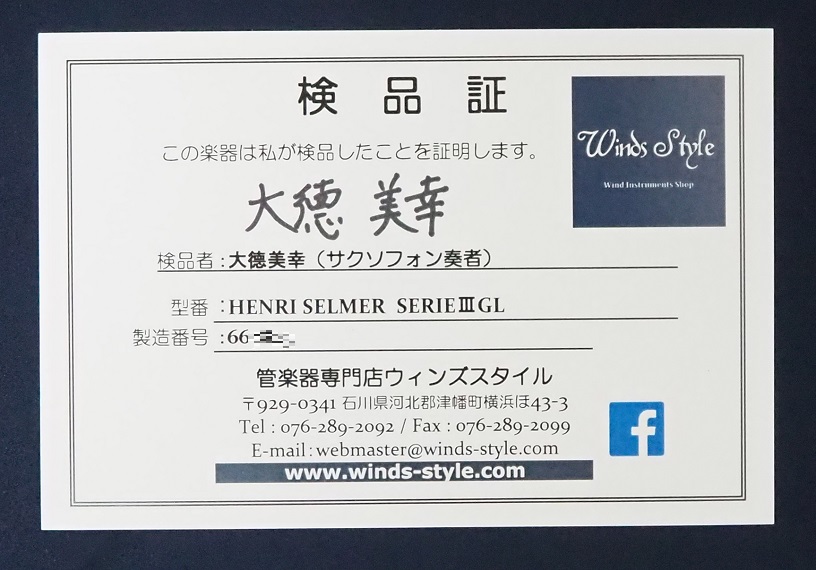 検品証
Winds Style
Wind Instruments Shop
この楽器は私が検品したことを証明します。
大徳 美幸
検品者:大徳美幸（サクソフォン奏者）
型番:HENRI SELMER SERIEⅢGL
製造番号:66
管楽器専門店ウィンズスタイル
〒929-0341 石川県河北郡津幡町横浜ほ43-3
Tel : 076-289-2092 / Fax : 076-289-2099
E-mail:webmaster@winds-style.com
www.winds-style.com
f